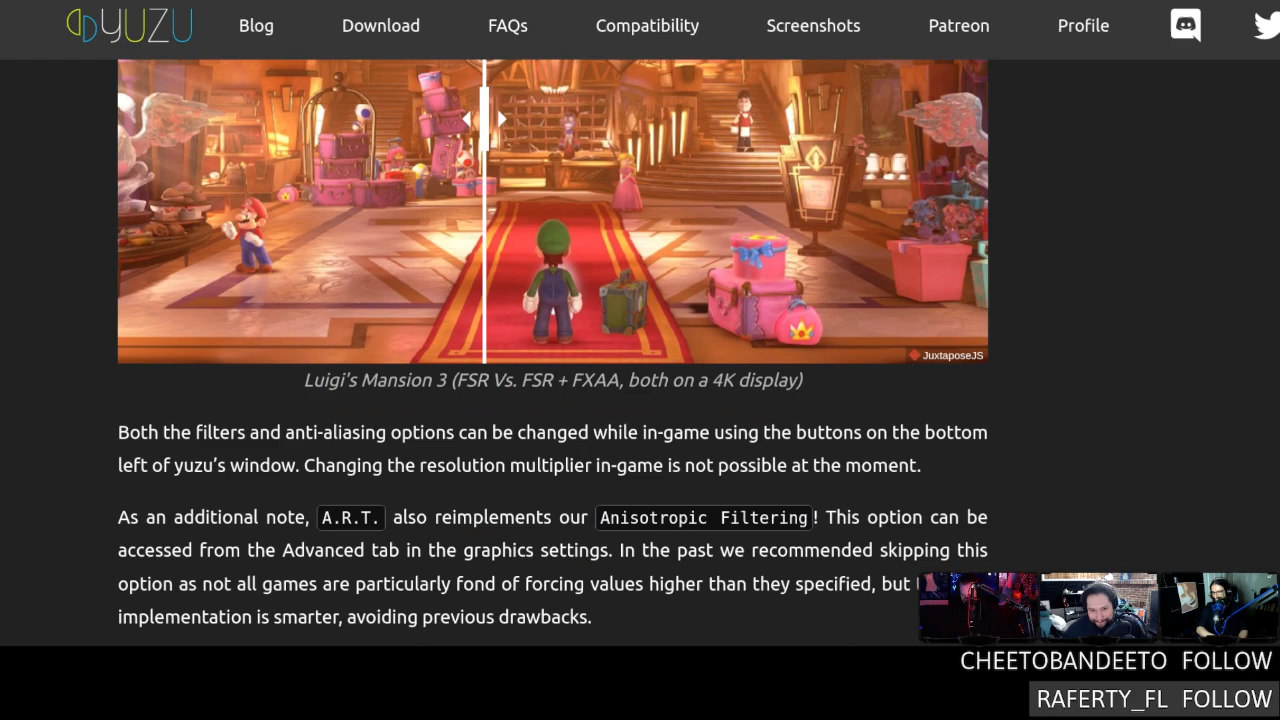 YUZU Blog Download FAQs Compatibility Screenshots Patreon Profile
JuxtaposeJS
Luigi's Mansion 3 (FSR Vs. FSR + FXAA, both on a 4K display)
Both the filters and anti-aliasing options can be changed while in-game using the buttons on the bottom
left of yuzu's window. Changing the resolution multiplier in-game is not possible at the moment.
As an additional note, A.R.T. also reimplements our Anisotropic Filtering! This option can be
accessed from the Advanced tab in the graphics settings. In the past we recommended skipping this
option as not all games are particularly fond of forcing values higher than they specified, but
implementation is smarter, avoiding previous drawbacks.
CHEETOBANDEETO FOLLOW
RAFERTY_FL FOLLOW